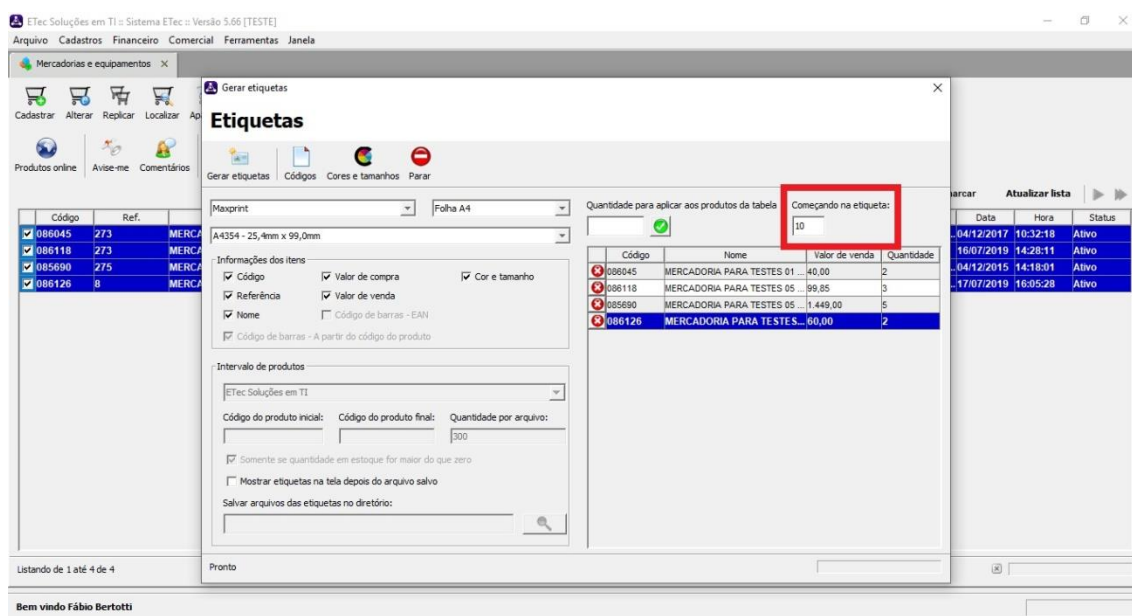 ETec Soluções em TI :: Sistema ETec :: Versão 5.66 [TESTE]
Arquivo Cadastros Financeiro Comercial Ferramentas Janela
Mercadorias e equipamentos
Cadastrar Alterar Replicar Localizar Ap
Produtos online Avise-me Comentários
arcar Atualizar lista
Código Ref. Data Hora Status
086045 273 MERCA 04/12/2017 10:32:18 Ativo
086118 273 MERCA 06/07/2019 14:28:11 Ativo
085690 275 MERCA 04/12/2015 14:18:01 Ativo
086126 8 MERCA 17/07/2019 16:05:28 Ativo
Gerar etiquetas
Etiquetas
Gerar etiquetas Códigos Cores e tamanhos Parar
Maxprint Folha A4
A4354 - 25,4mm x 99,0mm
Informações dos itens
Código Valor de compra Cor e tamanho
Referência Valor de venda
Nome Código de barras - EAN
Código de barras - A partir do código do produto
Intervalo de produtos
ETec Soluções em TI
Código do produto inicial: Código do produto final: Quantidade por arquivo:
300
Somente se quantidade em estoque for maior do que zero
Mostrar etiquetas na tela depois do arquivo salvo
Salvar arquivos das etiquetas no diretório:
Quantidade para aplicar aos produtos da tabela Começando na etiqueta:
10
Código Nome Valor de venda Quantidade
086045 MERCADORIA PARA TESTES 01 ... 40,00 2
086118 MERCADORIA PARA TESTES 05 ... 99,85 3
085690 MERCADORIA PARA TESTES 05 ... 1.449,00 5
086126 MERCADORIA PARA TESTES... 60,00 2
Pronto
Listando de 1 até 4 de 4
Bem vindo Fábio Bertotti